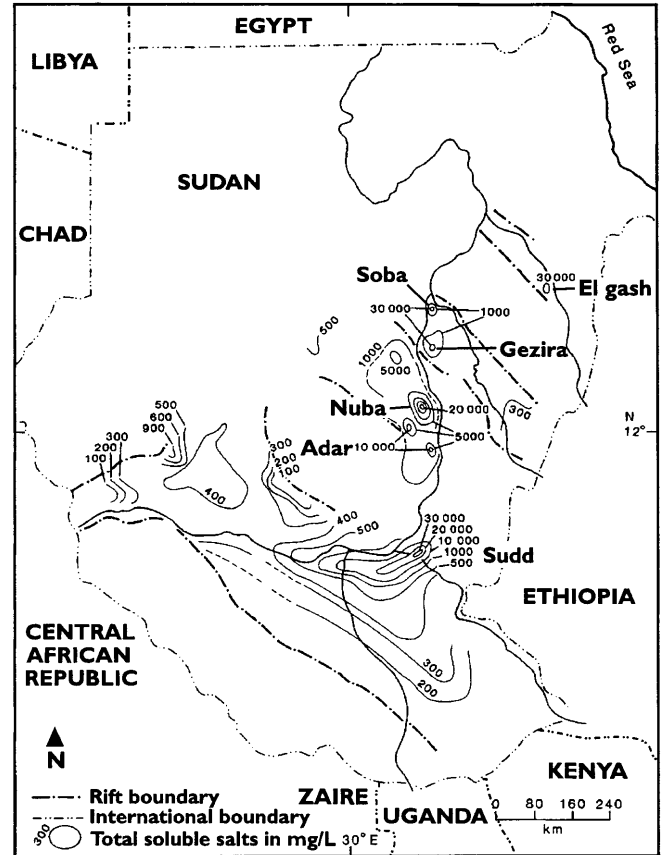 EGYPT
LIBYA
Red Sea
SUDAN
CHAD
Soba
30 000
El gash
30 000
1000
500
1000
Gezira
5000
Nuba
20 000
300
N
12°
500
600
900
300
200
100
Adar
10 000
5000
300
200
100
400
400
500
30 000
20 000
10 000
1000
500
Sudd
ETHIOPIA
CENTRAL
AFRICAN
REPUBLIC
300
200
N
KENYA
ZAIRE
UGANDA
Rift boundary
International boundary
300 Total soluble salts in mg/L
30° E
0 80 160 240
km